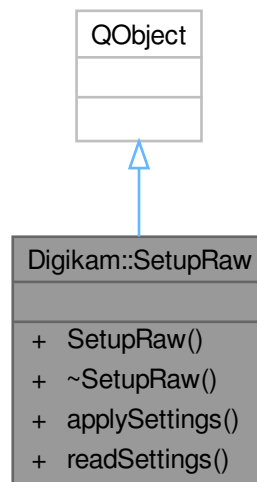 QObject
Digikam::SetupRaw
+ SetupRaw()
+ ~SetupRaw()
+ applySettings()
+ readSettings()